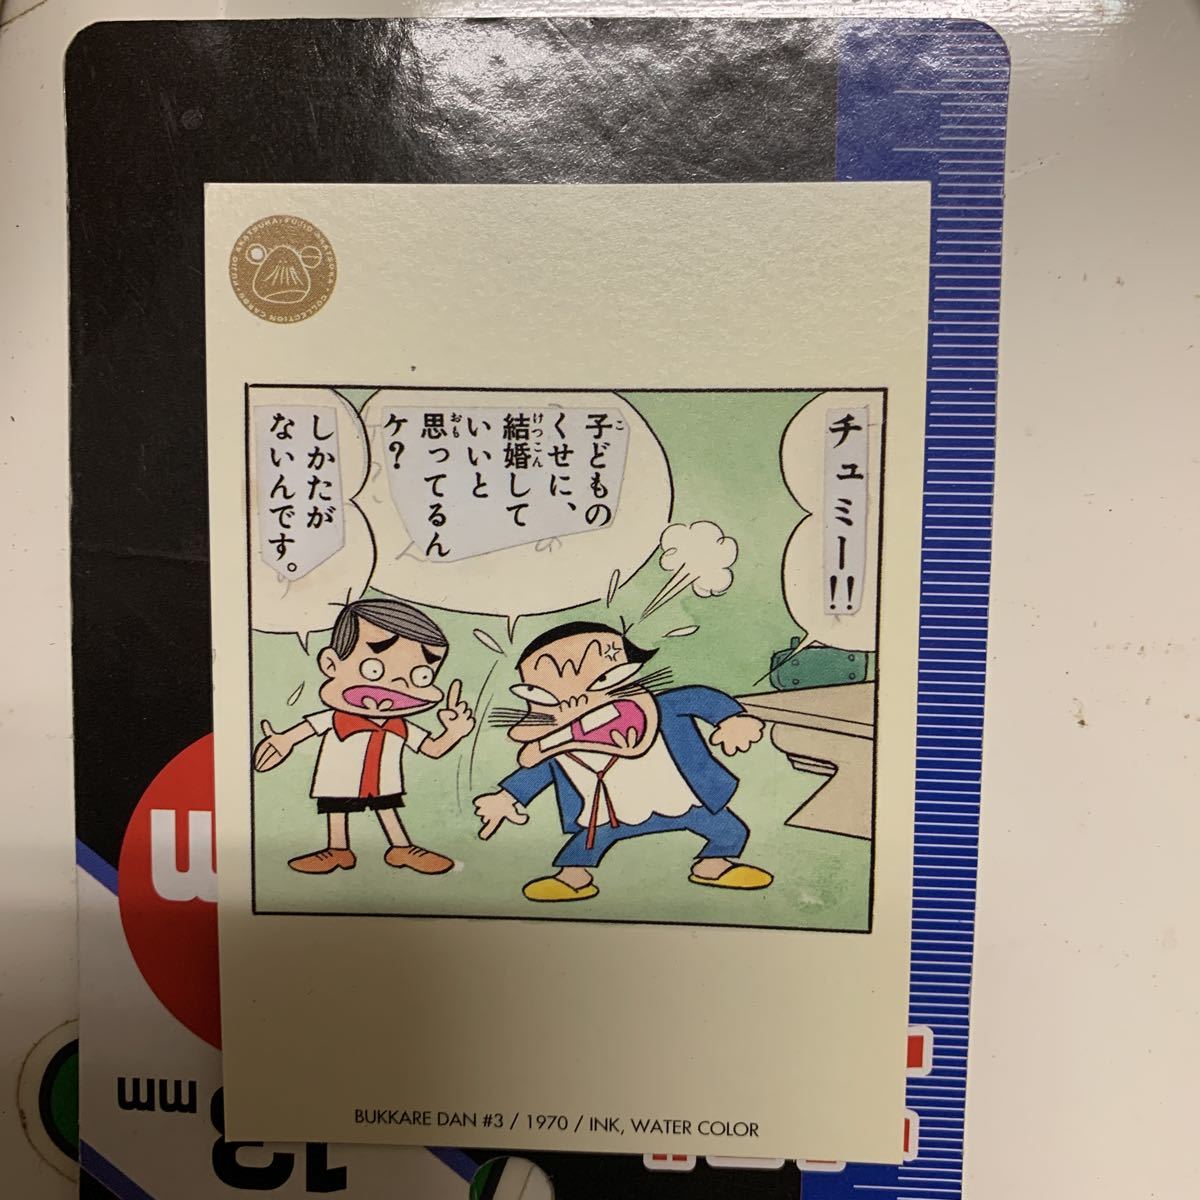 チュミー!!
子どもの
くせに、
結婚して
いいと
思ってるん
ケ?
しかたが
ないんです。
BUKKARE DAN #3 / 1970 / INK, WATER COLOR
mm